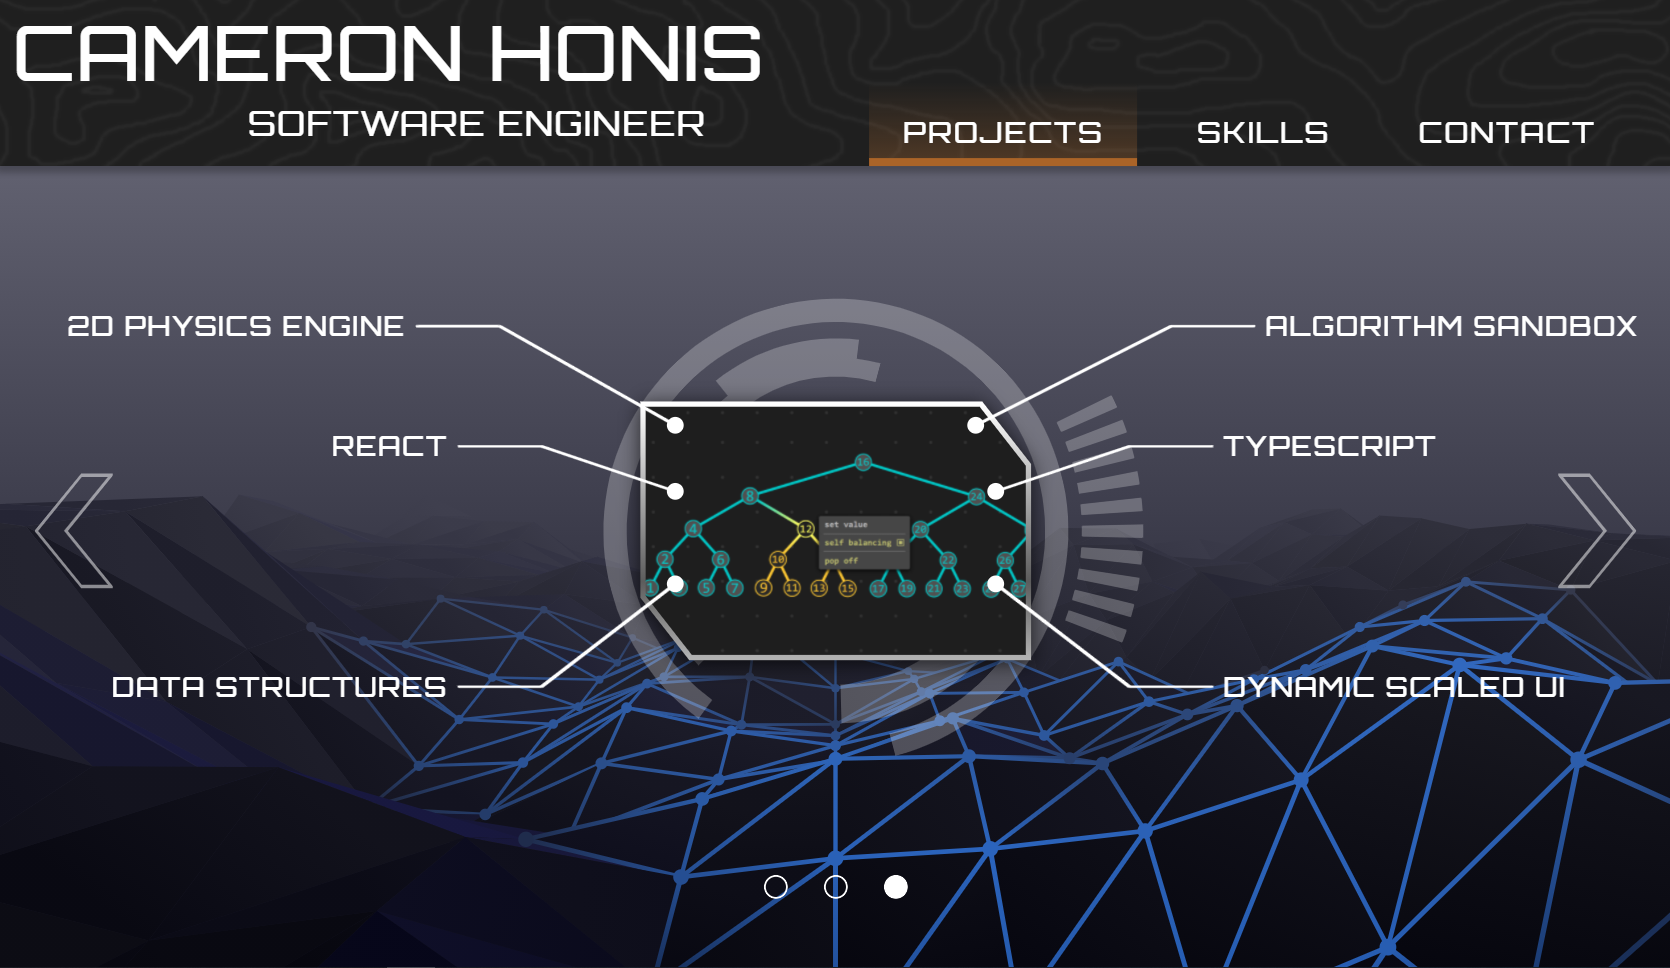 CAMERON HONIS
SOFTWARE ENGINEER
PROJECTS SKILLS CONTACT
2D PHYSICS ENGINE
ALGORITHM SANDBOX
REACT
TYPESCRIPT
16
8 24
4 12 20
set value
self balancing
pop off
2 6 10 22 26
1 5 7 9 11 13 15 17 19 21 23 27
DATA STRUCTURES
DYNAMIC SCALED UI